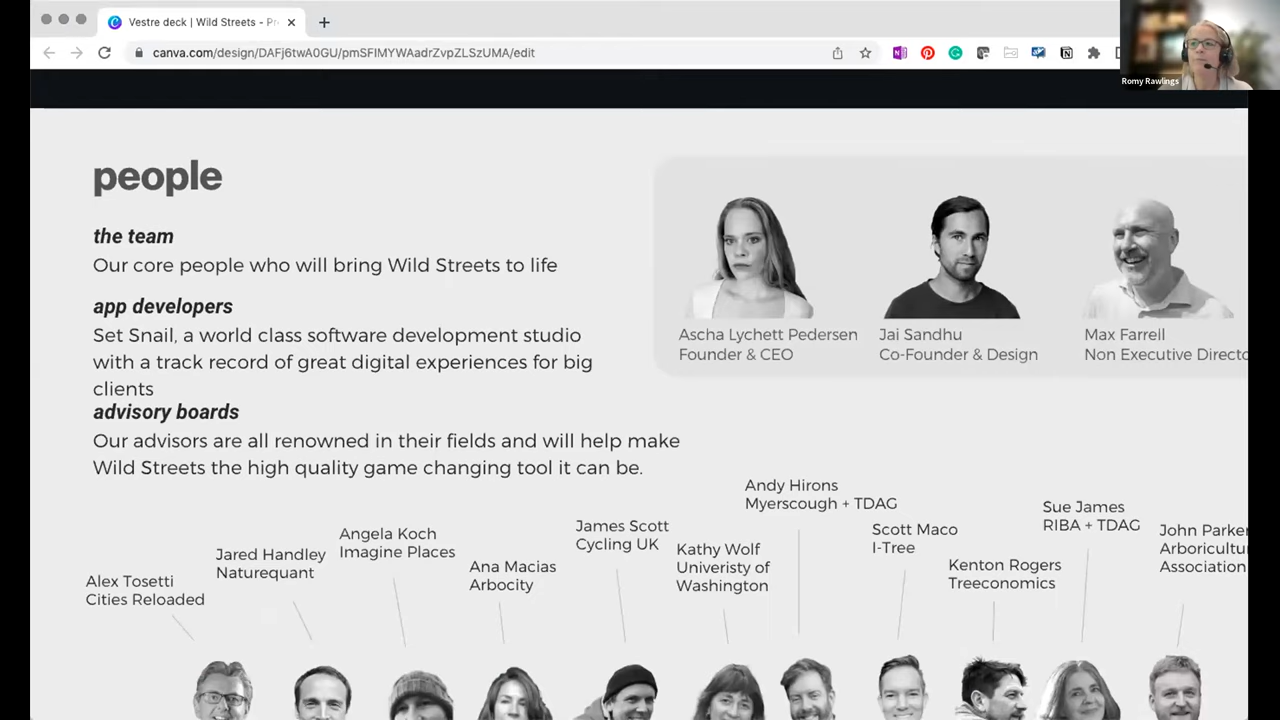 Vestre deck | Wild Streets - Pr
canva.com/design/DAFj6twA0GU/pmSFIMYWAadrZvpZLSzUMA/edit
Romy Rawlings
people
the team
Our core people who will bring Wild Streets to life
app developers
Set Snail, a world class software development studio
with a track record of great digital experiences for big
clients
advisory boards
Our advisors are all renowned in their fields and will help make
Wild Streets the high quality game changing tool it can be.
Ascha Lychett Pedersen
Founder & CEO
Jai Sandhu
Co-Founder & Design
Max Farrell
Non Executive Directo
Alex Tosetti
Cities Reloaded
Jared Handley
Naturequant
Angela Koch
Imagine Places
Ana Macias
Arbocity
James Scott
Cycling UK
Kathy Wolf
Univeristy of
Washington
Andy Hirons
Myerscough + TDAG
Scott Maco
I-Tree
Kenton Rogers
Treeconomics
Sue James
RIBA + TDAG
John Parker
Arboricultu
Association